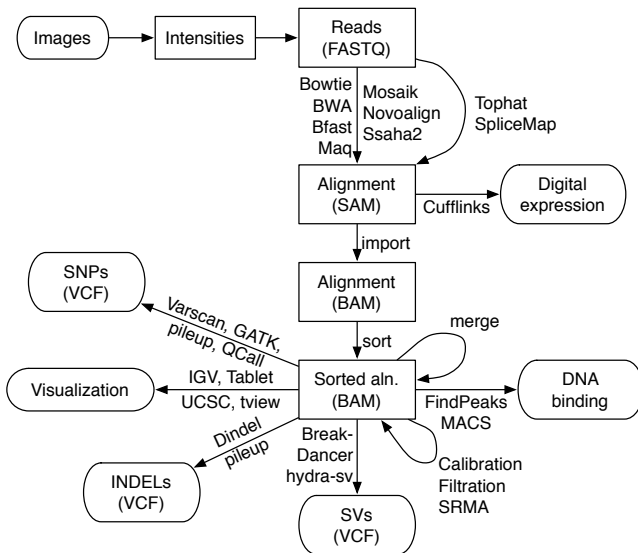 Images
Intensities
Reads
(FASTQ)
Bowtie
BWA
Bfast
Maq
Mosaik
Novoalign
Ssaha2
Tophat
SpliceMap
Alignment
(SAM)
Cufflinks
Digital
expression
import
Alignment
(BAM)
SNPs
(VCF)
Varscan, GATK,
pileup, QCall
sort
merge
Visualization
IGV, Tablet
UCSC, tview
Sorted aln.
(BAM)
FindPeaks
MACS
DNA
binding
Dindel
pileup
Break-
Dancer
hydra-sv
Calibration
Filtration
SRMA
INDELs
(VCF)
SVs
(VCF)